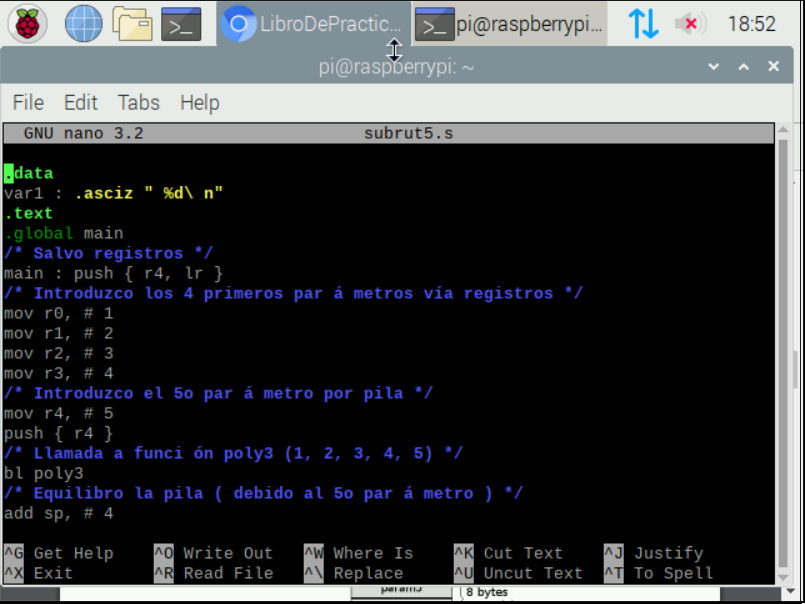 LibroDePractic...
pi@raspberrypi...
18:52
pi@raspberrypi: ~
File Edit Tabs Help
GNU nano 3.2 subrut5.s
.data
var1 : .asciz " %d\ n"
.text
.global main
/* Salvo registros */
main : push { r4, lr }
/* Introduzco los 4 primeros par á metros vía registros */
mov r0, # 1
mov r1, # 2
mov r2, # 3
mov r3, # 4
/* Introduzco el 5o par á metro por pila */
mov r4, # 5
push { r4 }
/* Llamada a funci ón poly3 (1, 2, 3, 4, 5) */
bl poly3
/* Equilibro la pila ( debido al 5o par á metro ) */
add sp, # 4
^G Get Help ^O Write Out ^W Where Is ^K Cut Text ^J Justify
^X Exit ^R Read File ^\ Replace ^U Uncut Text ^T To Spell
param5 8 bytes